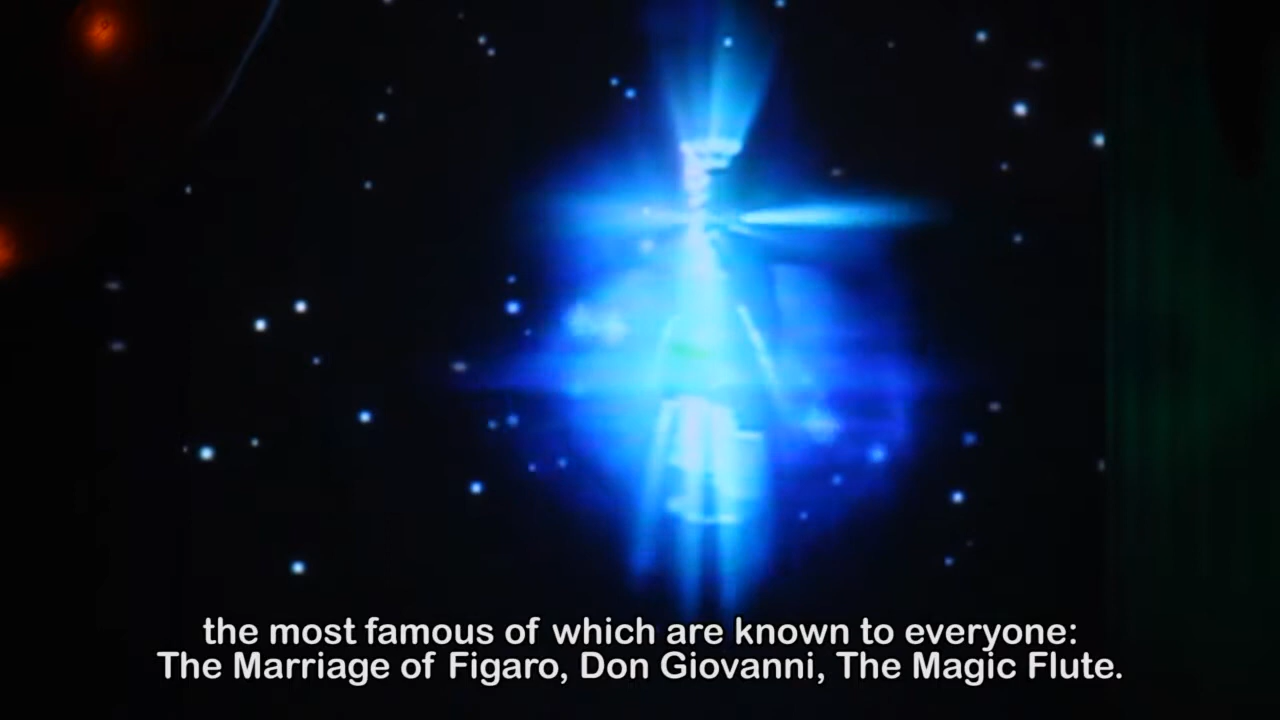 the most famous of which are known to everyone:
The Marriage of Figaro, Don Giovanni, The Magic Flute.